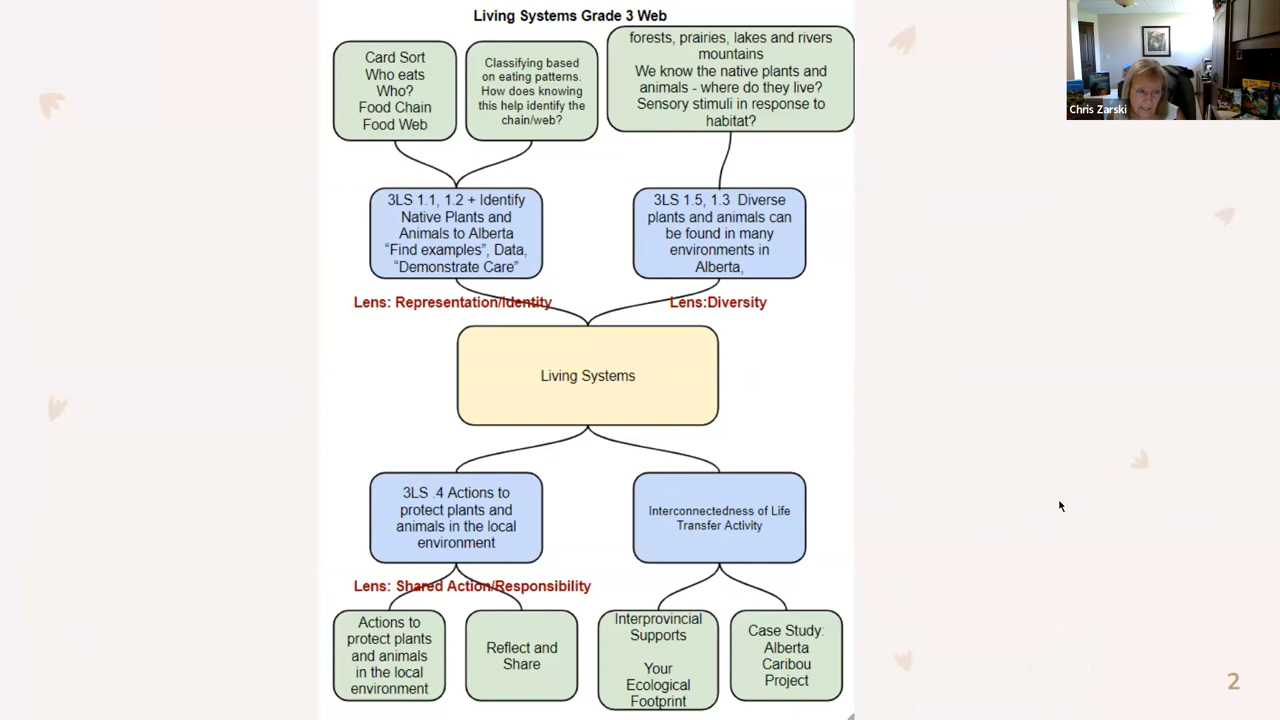 Living Systems Grade 3 Web
Card Sort
Who eats
Who?
Food Chain
Food Web
Classifying based
on eating patterns.
How does knowing
this help identify the
chain/web?
forests, prairies, lakes and rivers
mountains
We know the native plants and
animals - where do they live?
Sensory stimuli in response to
habitat?
Chris Zarski
3LS 1.1, 1.2 + Identify
Native Plants and
Animals to Alberta
“Find examples”, Data,
“Demonstrate Care”
3LS 1.5, 1.3  Diverse
plants and animals can
be found in many
environments in
Alberta,
Lens: Representation/Identity
Lens:Diversity
Living Systems
3LS .4 Actions to
protect plants and
animals in the local
environment
Interconnectedness of Life
Transfer Activity
Lens: Shared Action/Responsibility
Actions to
protect plants
and animals
in the local
environment
Reflect and
Share
Interprovincial
Supports
Your
Ecological
Footprint
Case Study:
Alberta
Caribou
Project
2